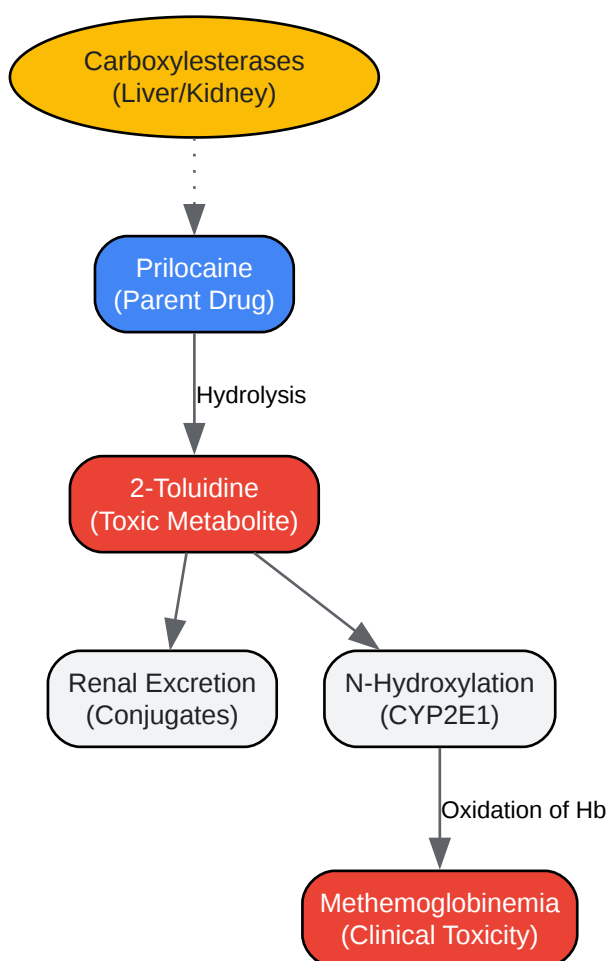 Carboxylesterases
(Liver/Kidney)
Prilocaine
(Parent Drug)
Hydrolysis
2-Toluidine
(Toxic Metabolite)
Renal Excretion
(Conjugates)
N-Hydroxylation
(CYP2E1)
Oxidation of Hb
Methemoglobinemia
(Clinical Toxicity)